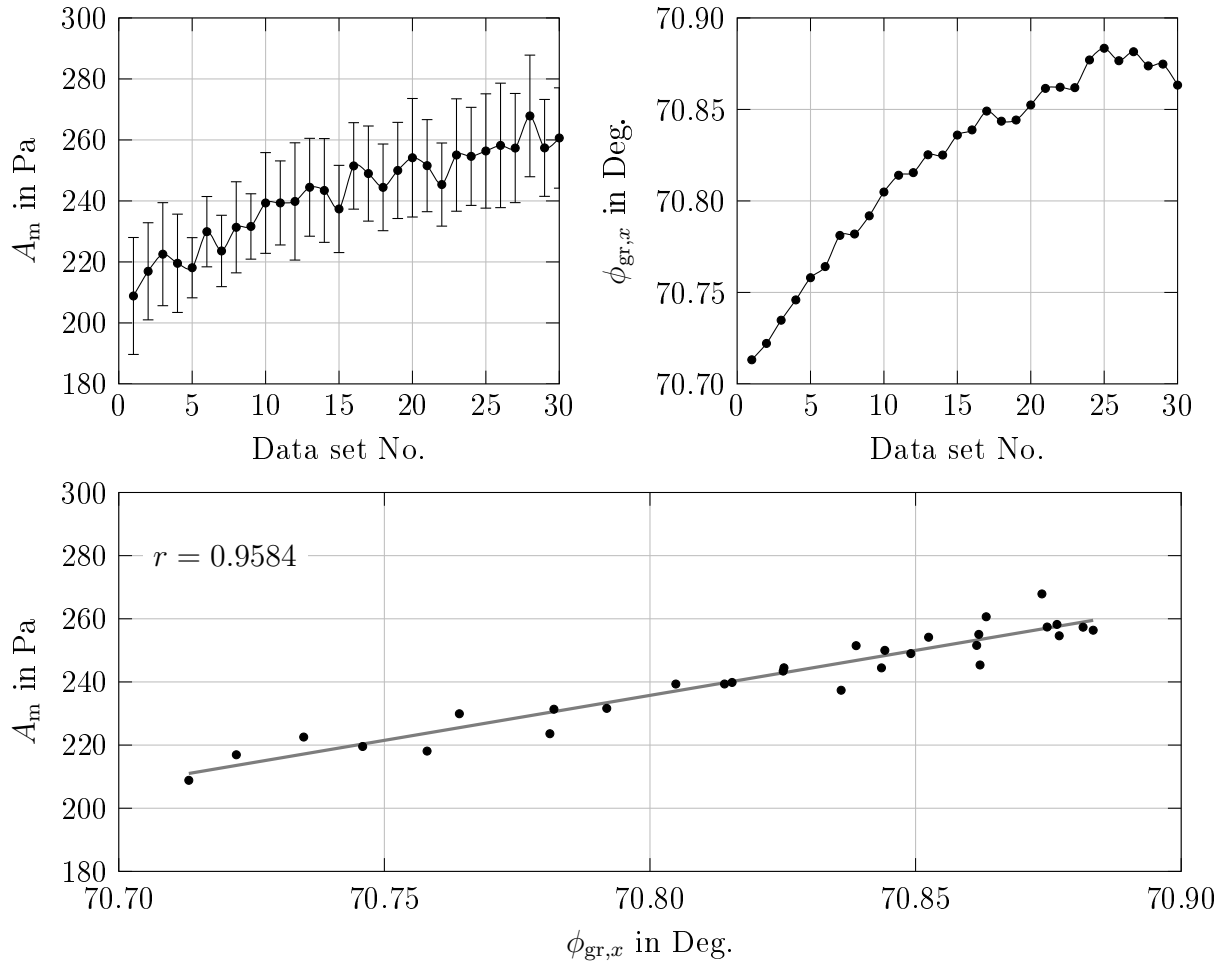 300
280
260
240
220
200
180
A_m in Pa
0 5 10 15 20 25 30
Data set No.
70.90
70.85
70.80
70.75
70.70
ϕ_gr,x in Deg.
0 5 10 15 20 25 30
Data set No.
300
280
260
240
220
200
180
A_m in Pa
r = 0.9584
70.70 70.75 70.80 70.85 70.90
ϕ_gr,x in Deg.